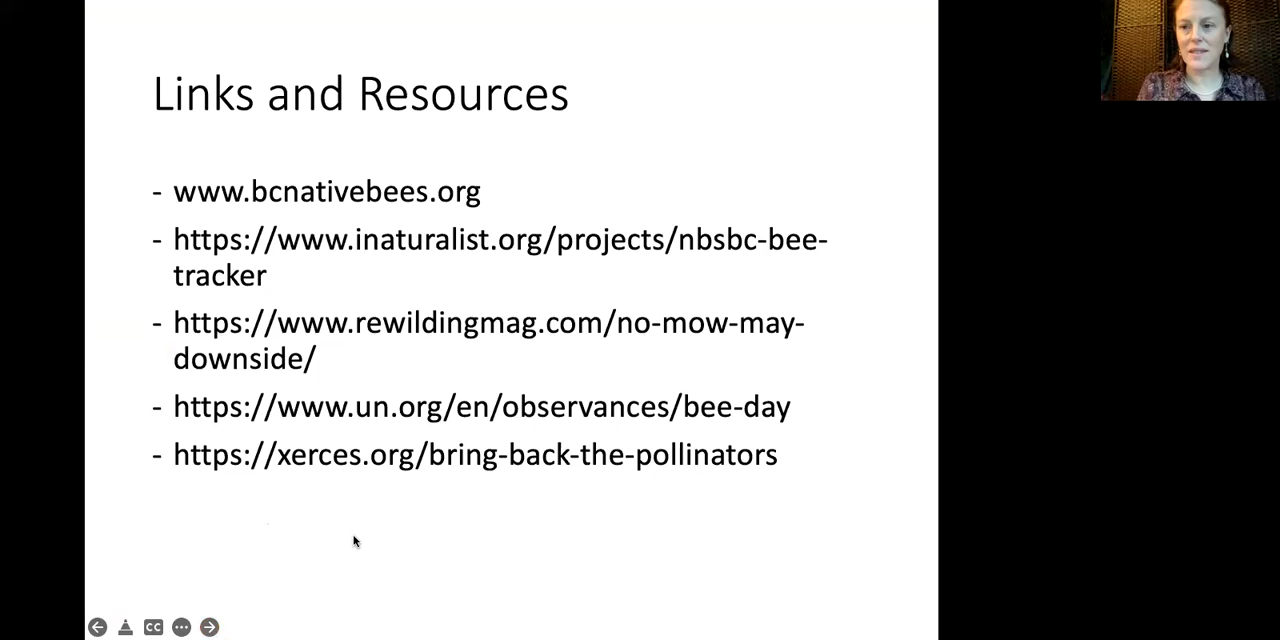 Links and Resources
- www.bcnativebees.org
- https://www.inaturalist.org/projects/nbsbc-bee-
tracker
- https://www.rewildingmag.com/no-mow-may-
downside/
- https://www.un.org/en/observances/bee-day
- https://xerces.org/bring-back-the-pollinators
CC